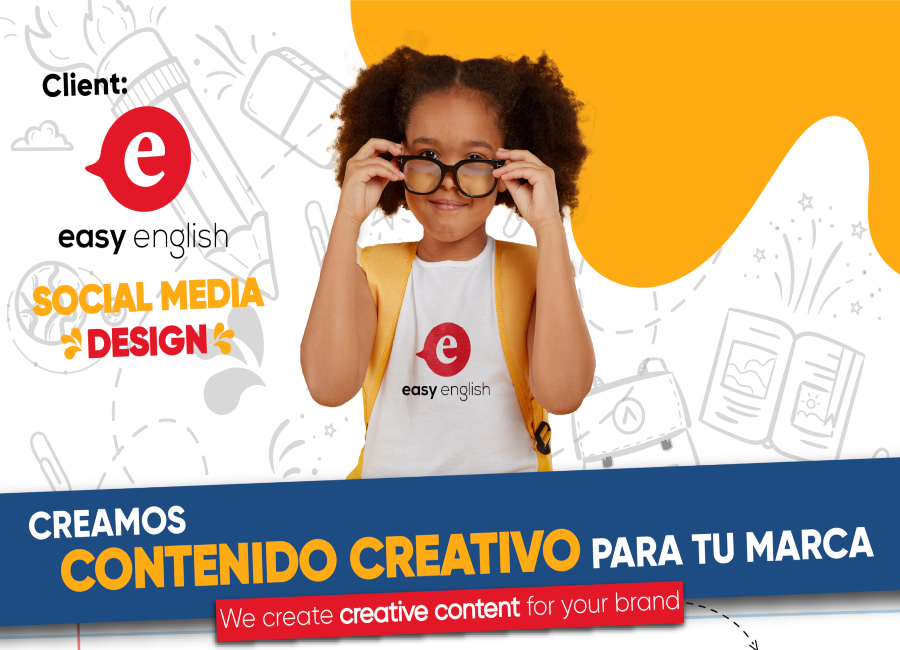 Client:
e
easy english
SOCIAL MEDIA
DESIGN
e
easy english
CREAMOS
CONTENIDO CREATIVO PARA TU MARCA
We create creative content for your brand